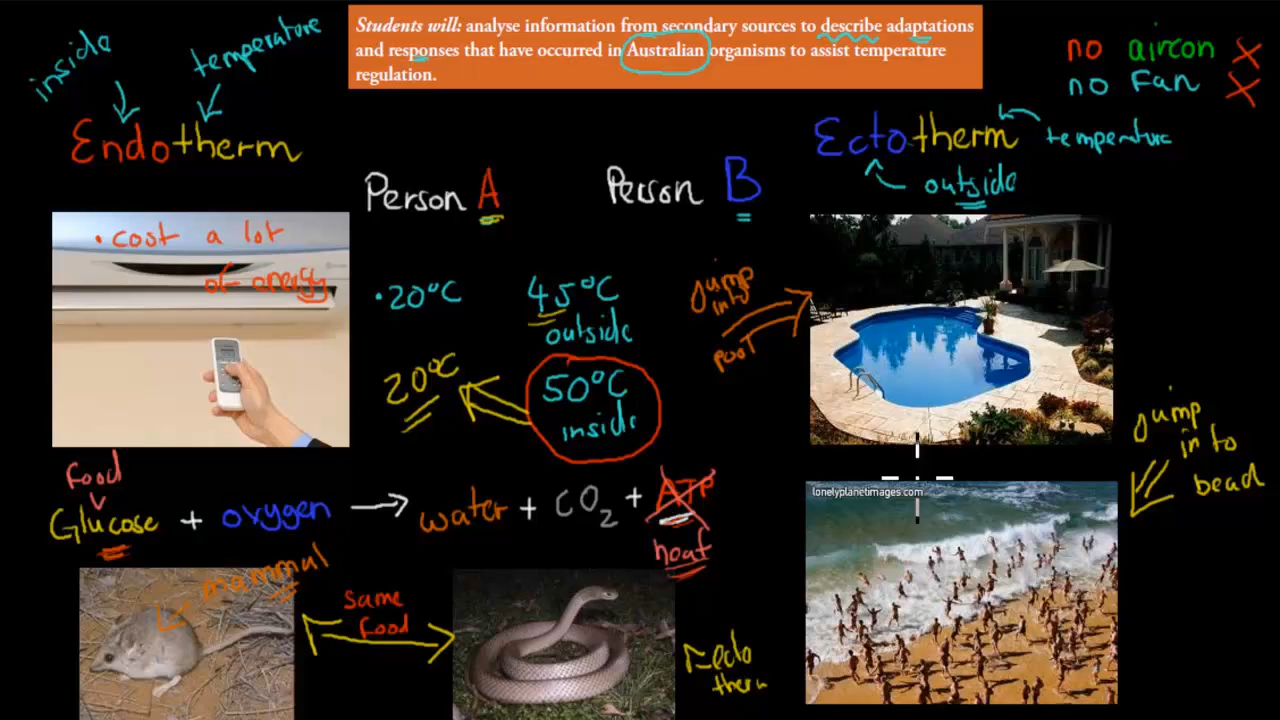 Students will: analyse information from secondary sources to describe adaptations
and responses that have occurred in Australian organisms to assist temperature
regulation.
no aircon X
no Fan X
inside
temperature
Endotherm
Ectotherm
temperature
outside
Person A
Person B
• cost a lot
of energy
• 20°C
45°C
outside
20°C
50°C
inside
Jump
into
pool
Jump
in to
bead
Food
Glucose + oxygen → water + CO2 + ATP
heat
mammul
same
food
ecto
therm
lonelyplanetimages.com